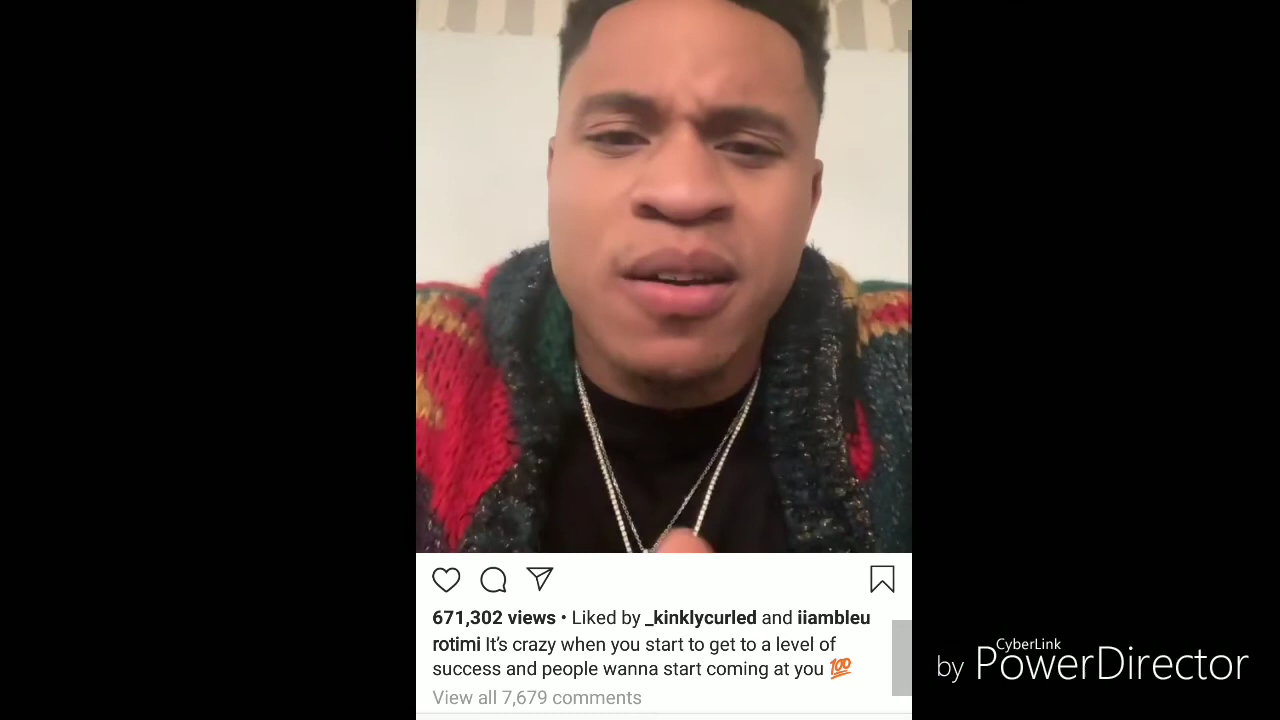 671,302 views • Liked by _kinklycurled and iiambleu
rotimi It's crazy when you start to get to a level of
success and people wanna start coming at you 💯
View all 7,679 comments
CyberLink
by PowerDirector